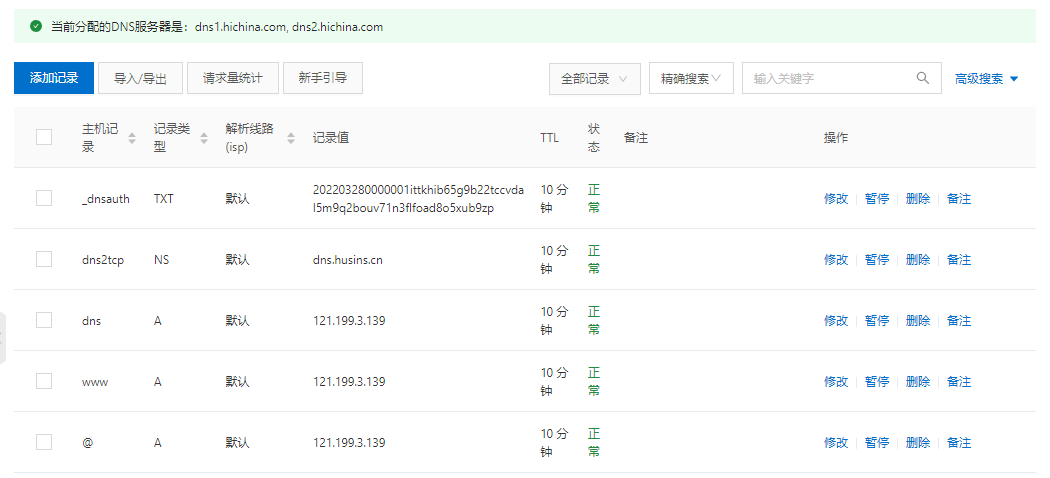 当前分配的DNS服务器是：dns1.hichina.com, dns2.hichina.com
添加记录 导入/导出 请求量统计 新手引导 全部记录 精确搜索 输入关键字 高级搜索
主机记录 记录类型 解析线路(isp) 记录值 TTL 状态 备注 操作
_dnsauth TXT 默认 202203280000001ittkhib65g9b22tccvda
l5m9q2bouv71n3flfoad8o5xub9zp 10 分钟 正常 修改 暂停 删除 备注
dns2tcp NS 默认 dns.husins.cn 10 分钟 正常 修改 暂停 删除 备注
dns A 默认 121.199.3.139 10 分钟 正常 修改 暂停 删除 备注
www A 默认 121.199.3.139 10 分钟 正常 修改 暂停 删除 备注
@ A 默认 121.199.3.139 10 分钟 正常 修改 暂停 删除 备注